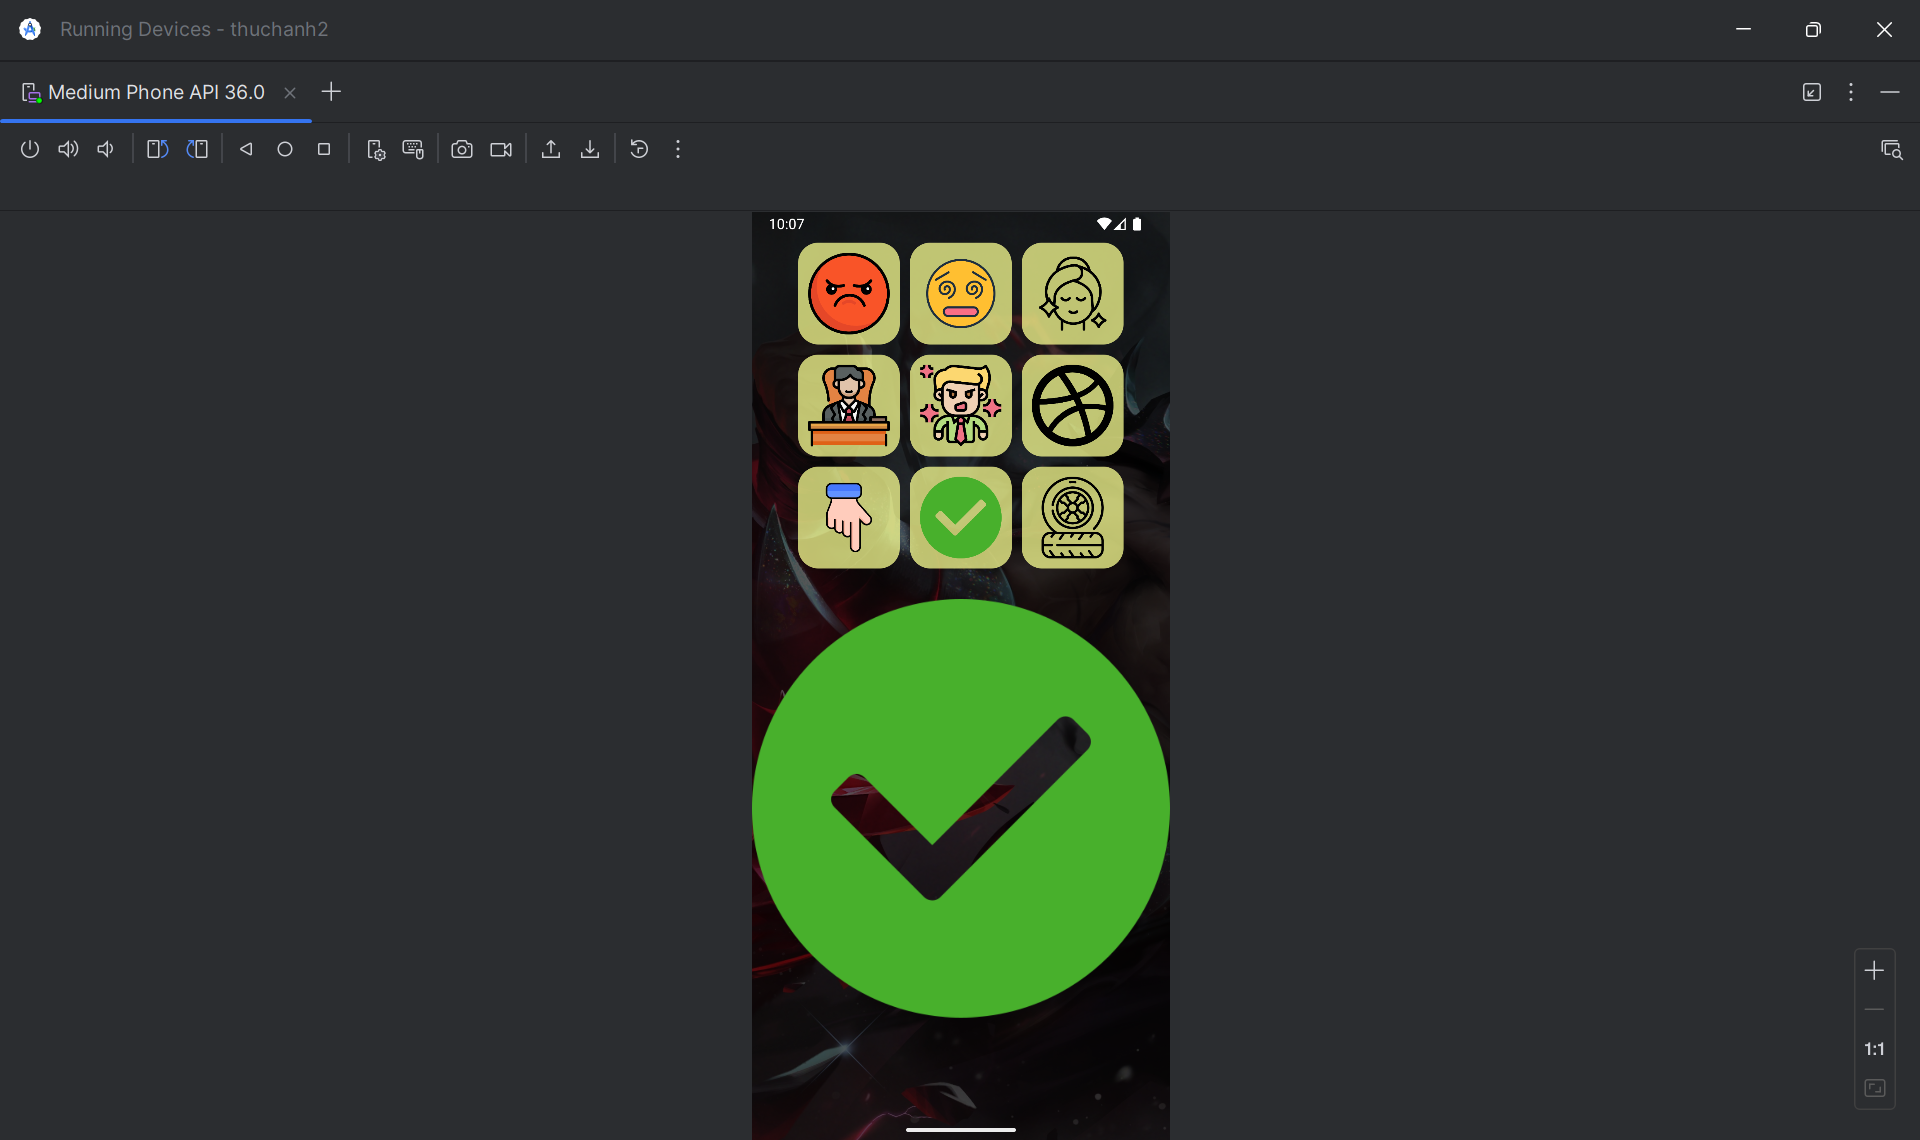 Running Devices - thuchanh2
Medium Phone API 36.0
10:07
1:1